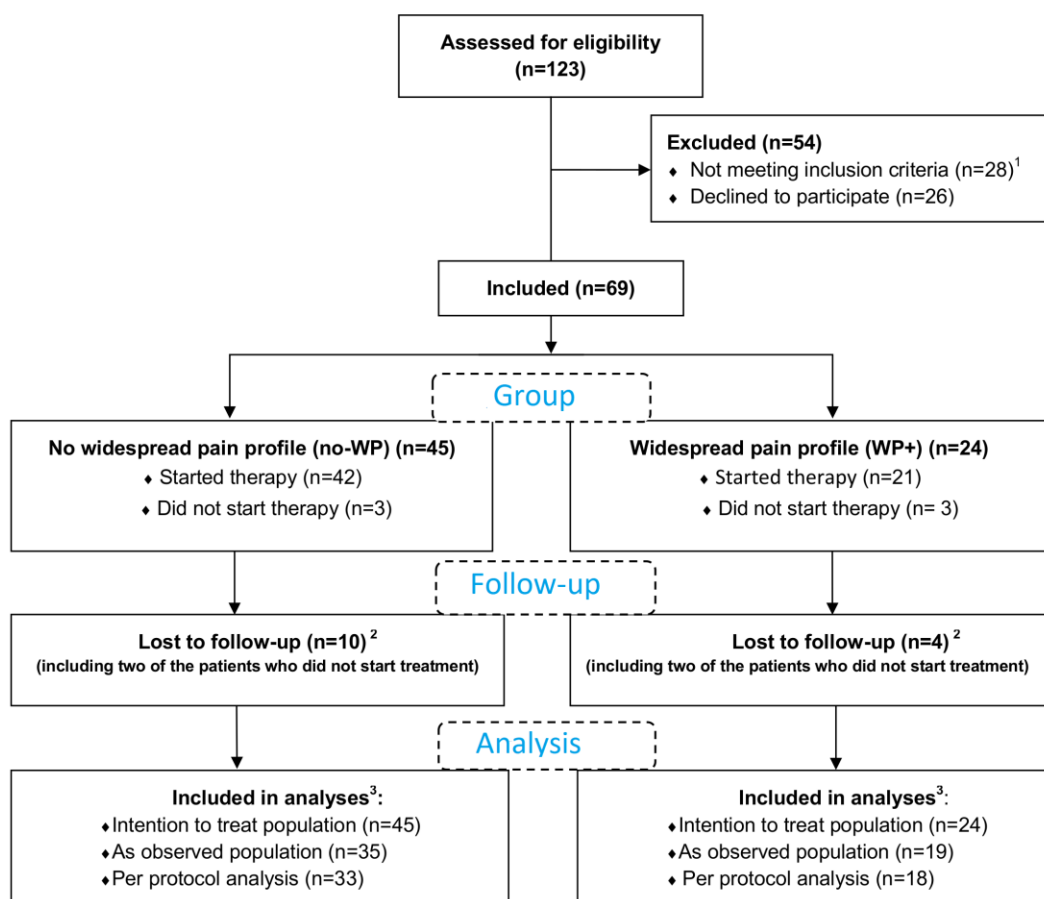 Assessed for eligibility
(n=123)
Excluded (n=54)
♦ Not meeting inclusion criteria (n=28)¹
♦ Declined to participate (n=26)
Included (n=69)
Group
No widespread pain profile (no-WP) (n=45)
♦ Started therapy (n=42)
♦ Did not start therapy (n=3)
Widespread pain profile (WP+) (n=24)
♦ Started therapy (n=21)
♦ Did not start therapy (n= 3)
Follow-up
Lost to follow-up (n=10) ²
(including two of the patients who did not start treatment)
Lost to follow-up (n=4) ²
(including two of the patients who did not start treatment)
Analysis
Included in analyses³:
♦Intention to treat population (n=45)
♦As observed population (n=35)
♦Per protocol analysis (n=33)
Included in analyses³:
♦Intention to treat population (n=24)
♦As observed population (n=19)
♦ Per protocol analysis (n=18)